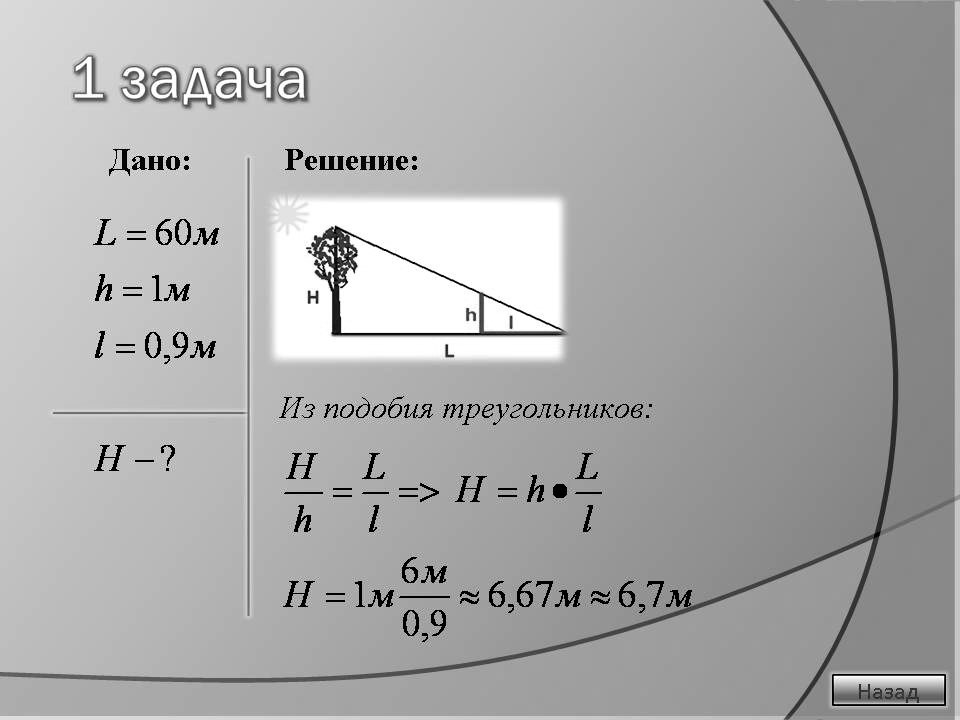 1 задача
Дано:
L = 60м
h = 1м
l = 0,9м
H – ?
Решение:
H
h
l
L
Из подобия треугольников:
H/h = L/l => H = h • L/l
H = 1м 6м/0,9 ≈ 6,67м ≈ 6,7м
Назад